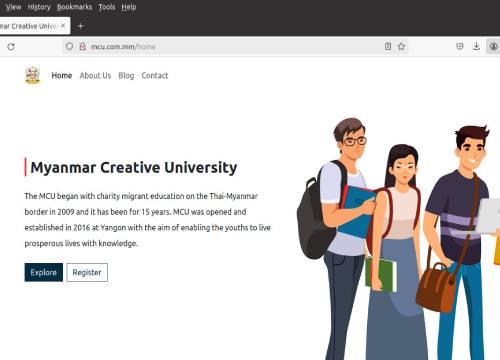 View History Bookmarks Tools Help
mar Creative Univer
mcu.com.mm/home
Home About Us Blog Contact
Myanmar Creative University
The MCU began with charity migrant education on the Thai-Myanmar
border in 2009 and it has been for 15 years. MCU was opened and
established in 2016 at Yangon with the aim of enabling the youths to live
prosperous lives with knowledge.
Explore Register